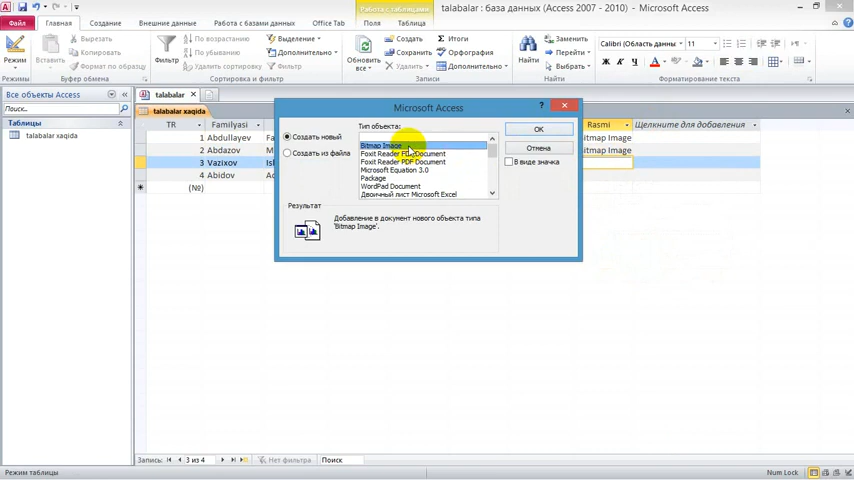 Работа с таблицами
talabalar : база данных (Access 2007 - 2010) -
Файл Главная Создание Внешние данные Работа с базами данных Office Tab Поля Таблица
Режим
Вставить
Вырезать
Копировать
Формат по образцу
Фильтр
По возрастанию
По убыванию
Удалить сортировку
Выделение
Дополнительно
Фильтр
Обновить все
Создать
Сохранить
Удалить
Итоги
Орфография
Дополнительно
Найти
Заменить
Перейти
Выбрать
Calibri (Область данны 11
Ж К Ч
Режимы Буфер обмена Сортировка и фильтр Записи Найти Форматирование текста
Все объекты Access
Поиск...
Таблицы
talabalar xaqida
talabalar
talabalar xaqida
TR Familyasi Rasmi Щелкните для добавления
1 Abdullayev Fa Bitmap Image
2 Abdazov Bitmap Image
3 Vazixov Isl
4 Abidov
(№)
Microsoft Access
?
Создать новый
Создать из файла
Тип объекта:
Bitmap Image
Foxit Reader FDF Document
Foxit Reader PDF Document
Microsoft Equation 3.0
Package
WordPad Document
Двоичный лист Microsoft Excel
OK
Отмена
В виде значка
Результат
Добавление в документ нового объекта типа
'Bitmap Image'.
Запись: 3 из 4 Нет фильтра Поиск
Режим таблицы Num Lock